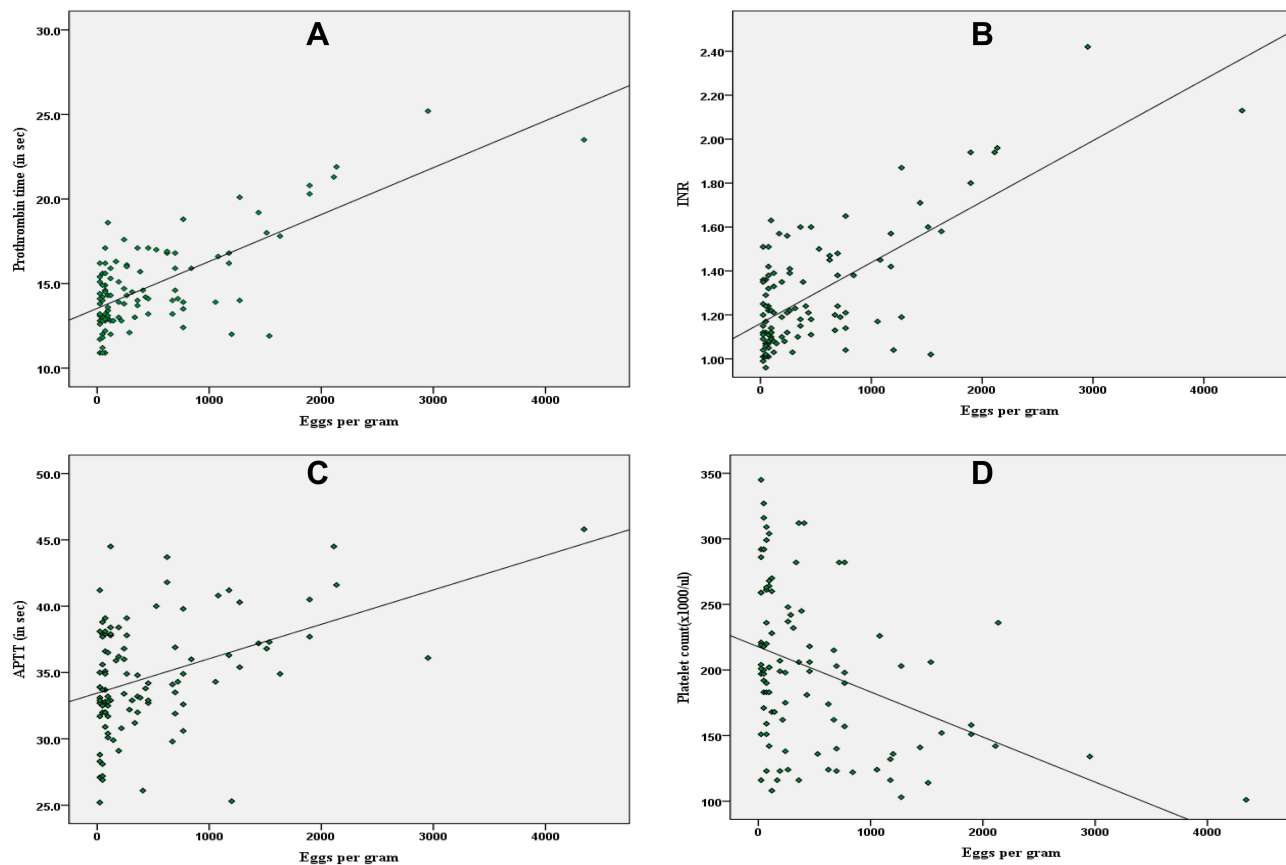 A
30.0
25.0
20.0
15.0
10.0
Prothrombin time (in sec)
0 1000 2000 3000 4000
Eggs per gram
B
2.40
2.20
2.00
1.80
1.60
1.40
1.20
1.00
INR
0 1000 2000 3000 4000
Eggs per gram
C
50.0
45.0
40.0
35.0
30.0
25.0
APTT (in sec)
0 1000 2000 3000 4000
Eggs per gram
D
350
300
250
200
150
100
Platelet count(x1000/ul)
0 1000 2000 3000 4000
Eggs per gram